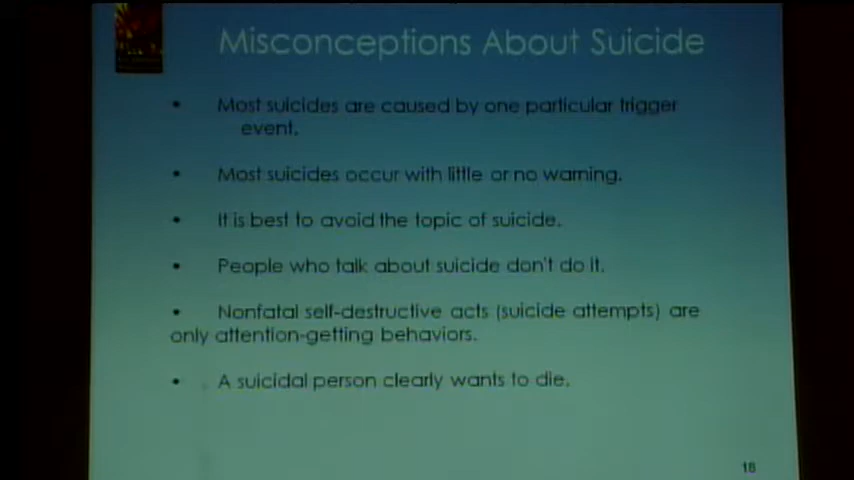 Misconceptions About Suicide
• Most suicides are caused by one particular trigger
event.
• Most suicides occur with little or no warning.
• It is best to avoid the topic of suicide.
• People who talk about suicide don't do it.
• Nonfatal self-destructive acts (suicide attempts) are
only attention-getting behaviors.
• A suicidal person clearly wants to die.
18